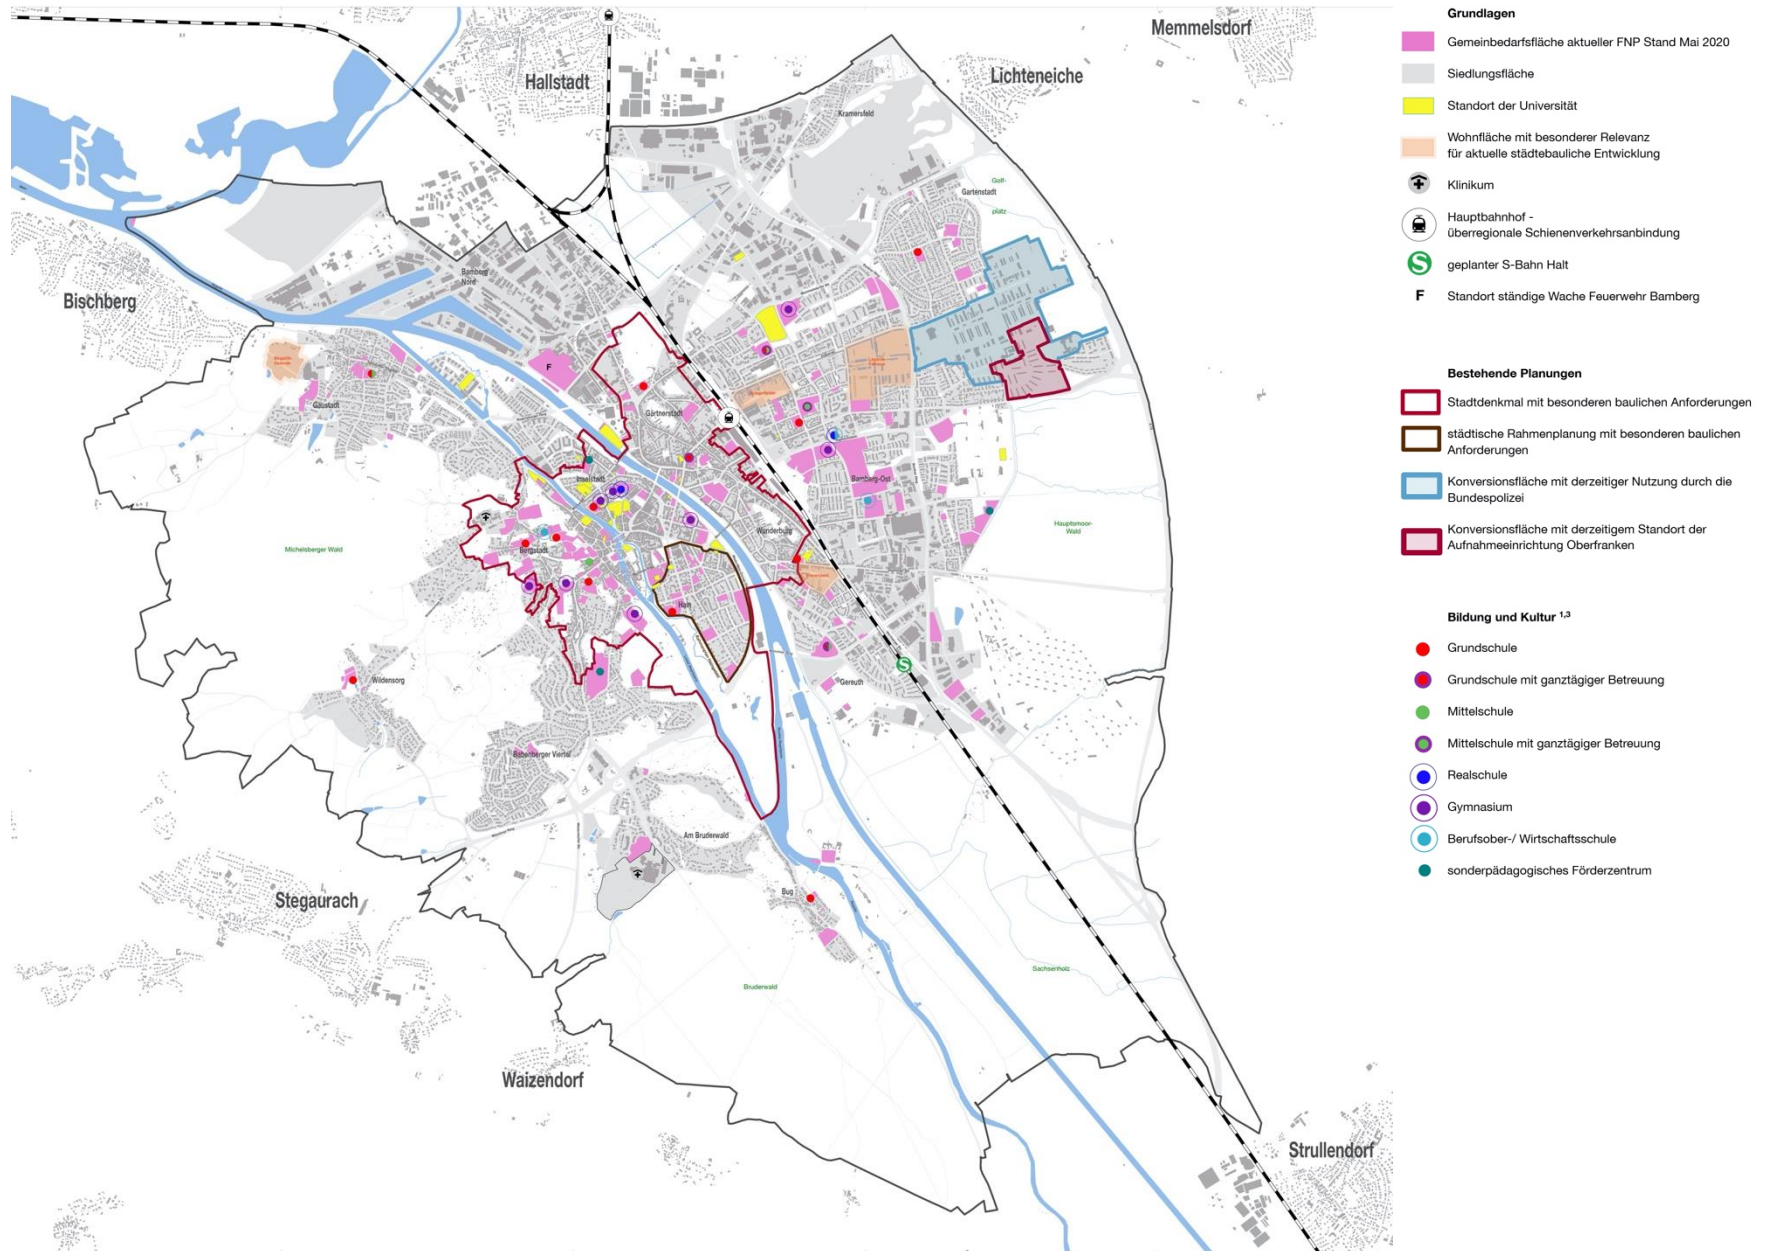 Memmelsdorf
Hallstadt
Lichteneiche
Kramersfeld
Golf-
platz
Gartenstadt
Bischberg
Bamberg
Nord
Gaustadt
F
Gärtnerstadt
Inselstadt
Bamberg-Ost
Wunderburg
Hauptsmoor-
Wald
Michelsberger Wald
Bergstadt
Hain
Wildensorg
Gereuth
S
Babenberger Viertel
Am Bruderwald
Bug
Stegaurach
Sachsenholz
Bruderwald
Waizendorf
Strullendorf
Grundlagen
Gemeinbedarfsfläche aktueller FNP Stand Mai 2020
Siedlungsfläche
Standort der Universität
Wohnfläche mit besonderer Relevanz
für aktuelle städtebauliche Entwicklung
Klinikum
Hauptbahnhof -
überregionale Schienenverkehrsanbindung
S geplanter S-Bahn Halt
F Standort ständige Wache Feuerwehr Bamberg
Bestehende Planungen
Stadtdenkmal mit besonderen baulichen Anforderungen
städtische Rahmenplanung mit besonderen baulichen
Anforderungen
Konversionsfläche mit derzeitiger Nutzung durch die
Bundespolizei
Konversionsfläche mit derzeitigem Standort der
Aufnahmeeinrichtung Oberfranken
Bildung und Kultur 1,3
Grundschule
Grundschule mit ganztägiger Betreuung
Mittelschule
Mittelschule mit ganztägiger Betreuung
Realschule
Gymnasium
Berufsober-/ Wirtschaftsschule
sonderpädagogisches Förderzentrum